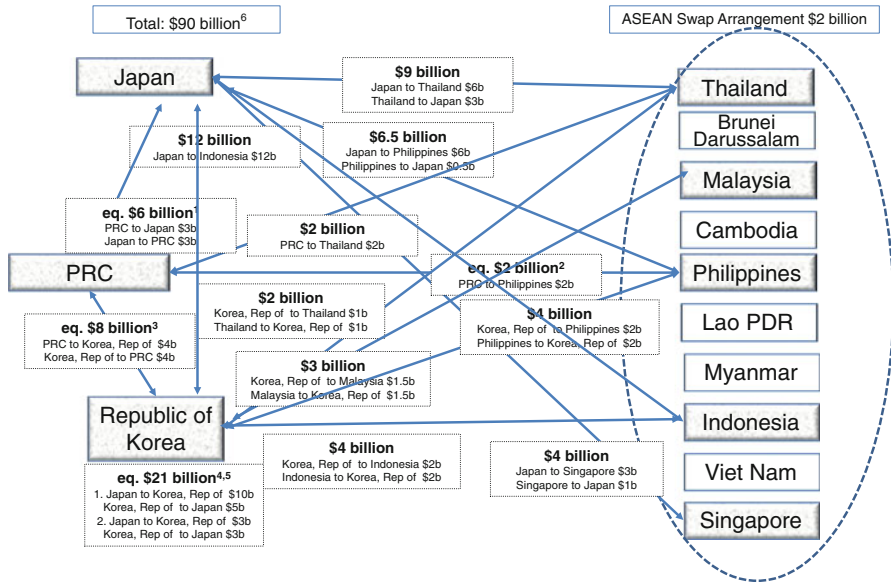 Total: $90 billion6
ASEAN Swap Arrangement $2 billion
Japan
$9 billion
Japan to Thailand $6b
Thailand to Japan $3b
Thailand
Brunei
Darussalam
$12 billion
Japan to Indonesia $12b
$6.5 billion
Japan to Philippines $6b
Philippines to Japan $0.5b
Malaysia
eq. $6 billion1
PRC to Japan $3b
Japan to PRC $3b
$2 billion
PRC to Thailand $2b
Cambodia
PRC
eq. $2 billion2
PRC to Philippines $2b
Philippines
$2 billion
Korea, Rep of to Thailand $1b
Thailand to Korea, Rep of $1b
$4 billion
Korea, Rep of to Philippines $2b
Philippines to Korea, Rep of $2b
Lao PDR
eq. $8 billion3
PRC to Korea, Rep of $4b
Korea, Rep of to PRC $4b
$3 billion
Korea, Rep of to Malaysia $1.5b
Malaysia to Korea, Rep of $1.5b
Myanmar
Republic of
Korea
Indonesia
$4 billion
Korea, Rep of to Indonesia $2b
Indonesia to Korea, Rep of $2b
$4 billion
Japan to Singapore $3b
Singapore to Japan $1b
Viet Nam
eq. $21 billion4,5
1. Japan to Korea, Rep of $10b
Korea, Rep of to Japan $5b
2. Japan to Korea, Rep of $3b
Korea, Rep of to Japan $3b
Singapore